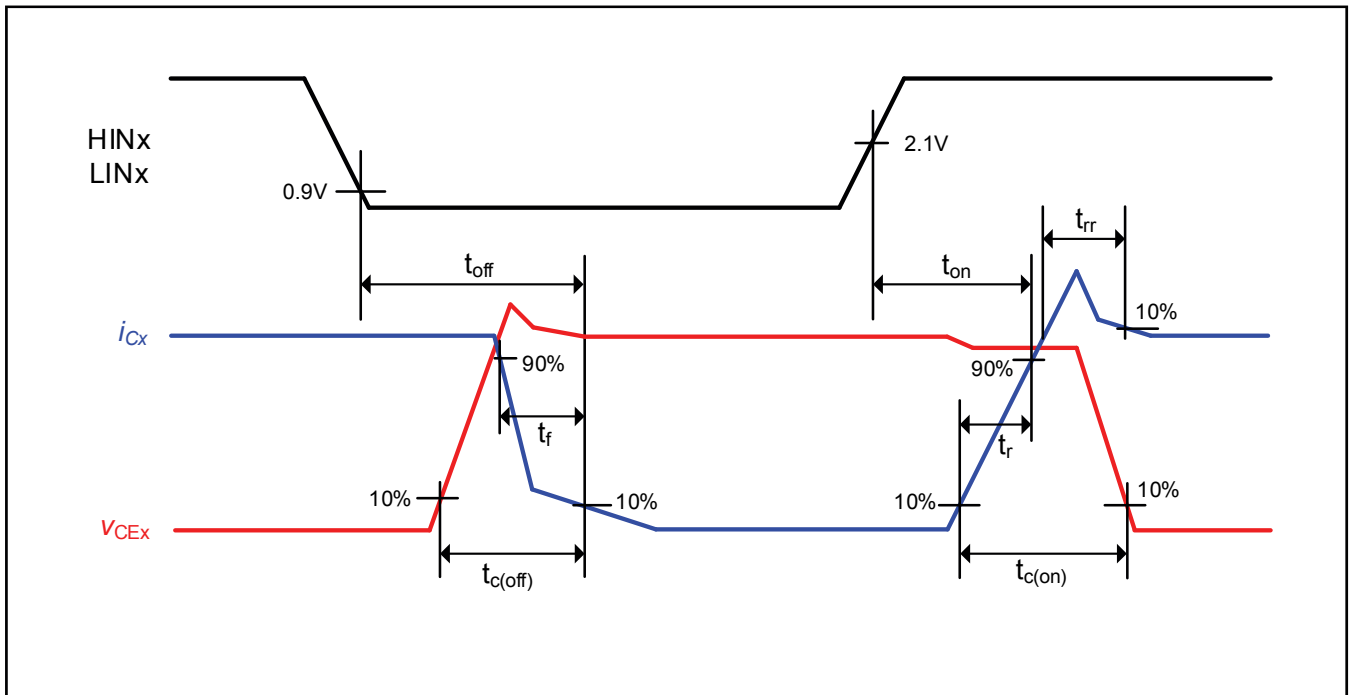 HINx
LINx
0.9V
2.1V
trr
toff
ton
iCx
10%
90%
90%
tf
tr
10%
10%
10%
10%
vCEx
tc(off)
tc(on)